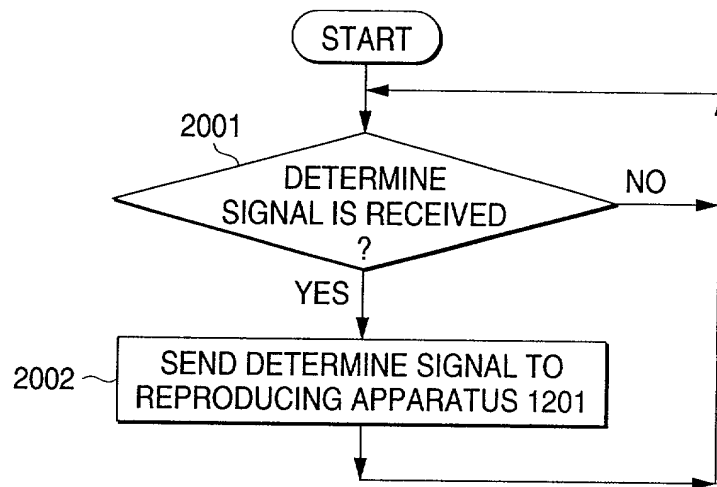 START
2001
DETERMINE
SIGNAL IS RECEIVED
?
NO
YES
2002
SEND DETERMINE SIGNAL TO
REPRODUCING APPARATUS 1201